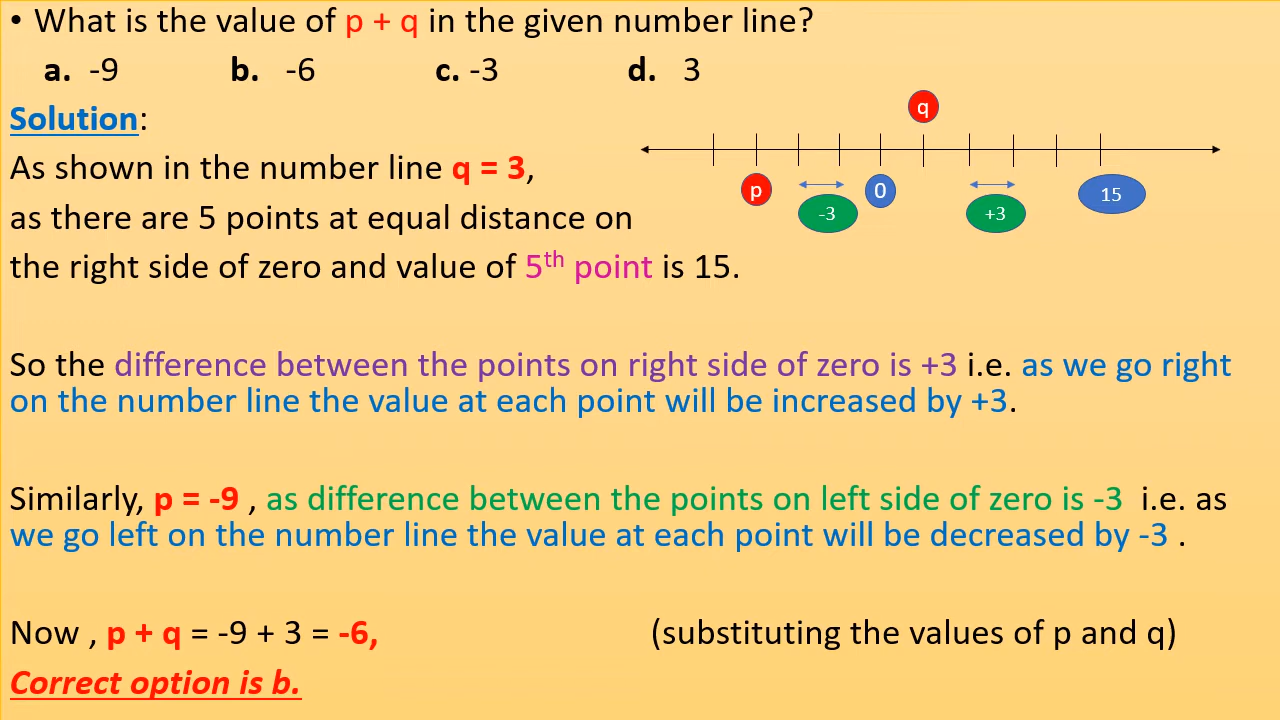 • What is the value of p + q in the given number line?
a. -9 b. -6 c. -3 d. 3
Solution:
q
As shown in the number line q = 3,
p 0 15
-3 +3
as there are 5 points at equal distance on
the right side of zero and value of 5th point is 15.
So the difference between the points on right side of zero is +3 i.e. as we go right
on the number line the value at each point will be increased by +3.
Similarly, p = -9 , as difference between the points on left side of zero is -3 i.e. as
we go left on the number line the value at each point will be decreased by -3 .
Now , p + q = -9 + 3 = -6, (substituting the values of p and q)
Correct option is b.